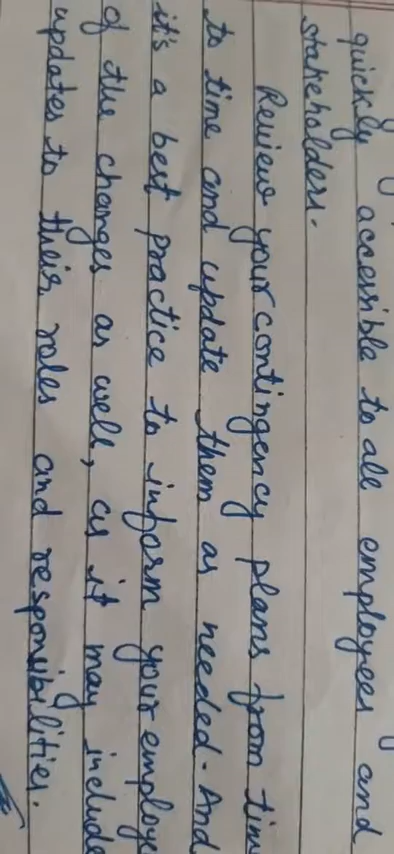 quickly accessible to all employees and
stakeholders.
Review your contingency plans from tim
to time and update them as needed. And
it's a best practice to inform your employe
of the changes as well, as it may include
updates to their roles and responsibilities.